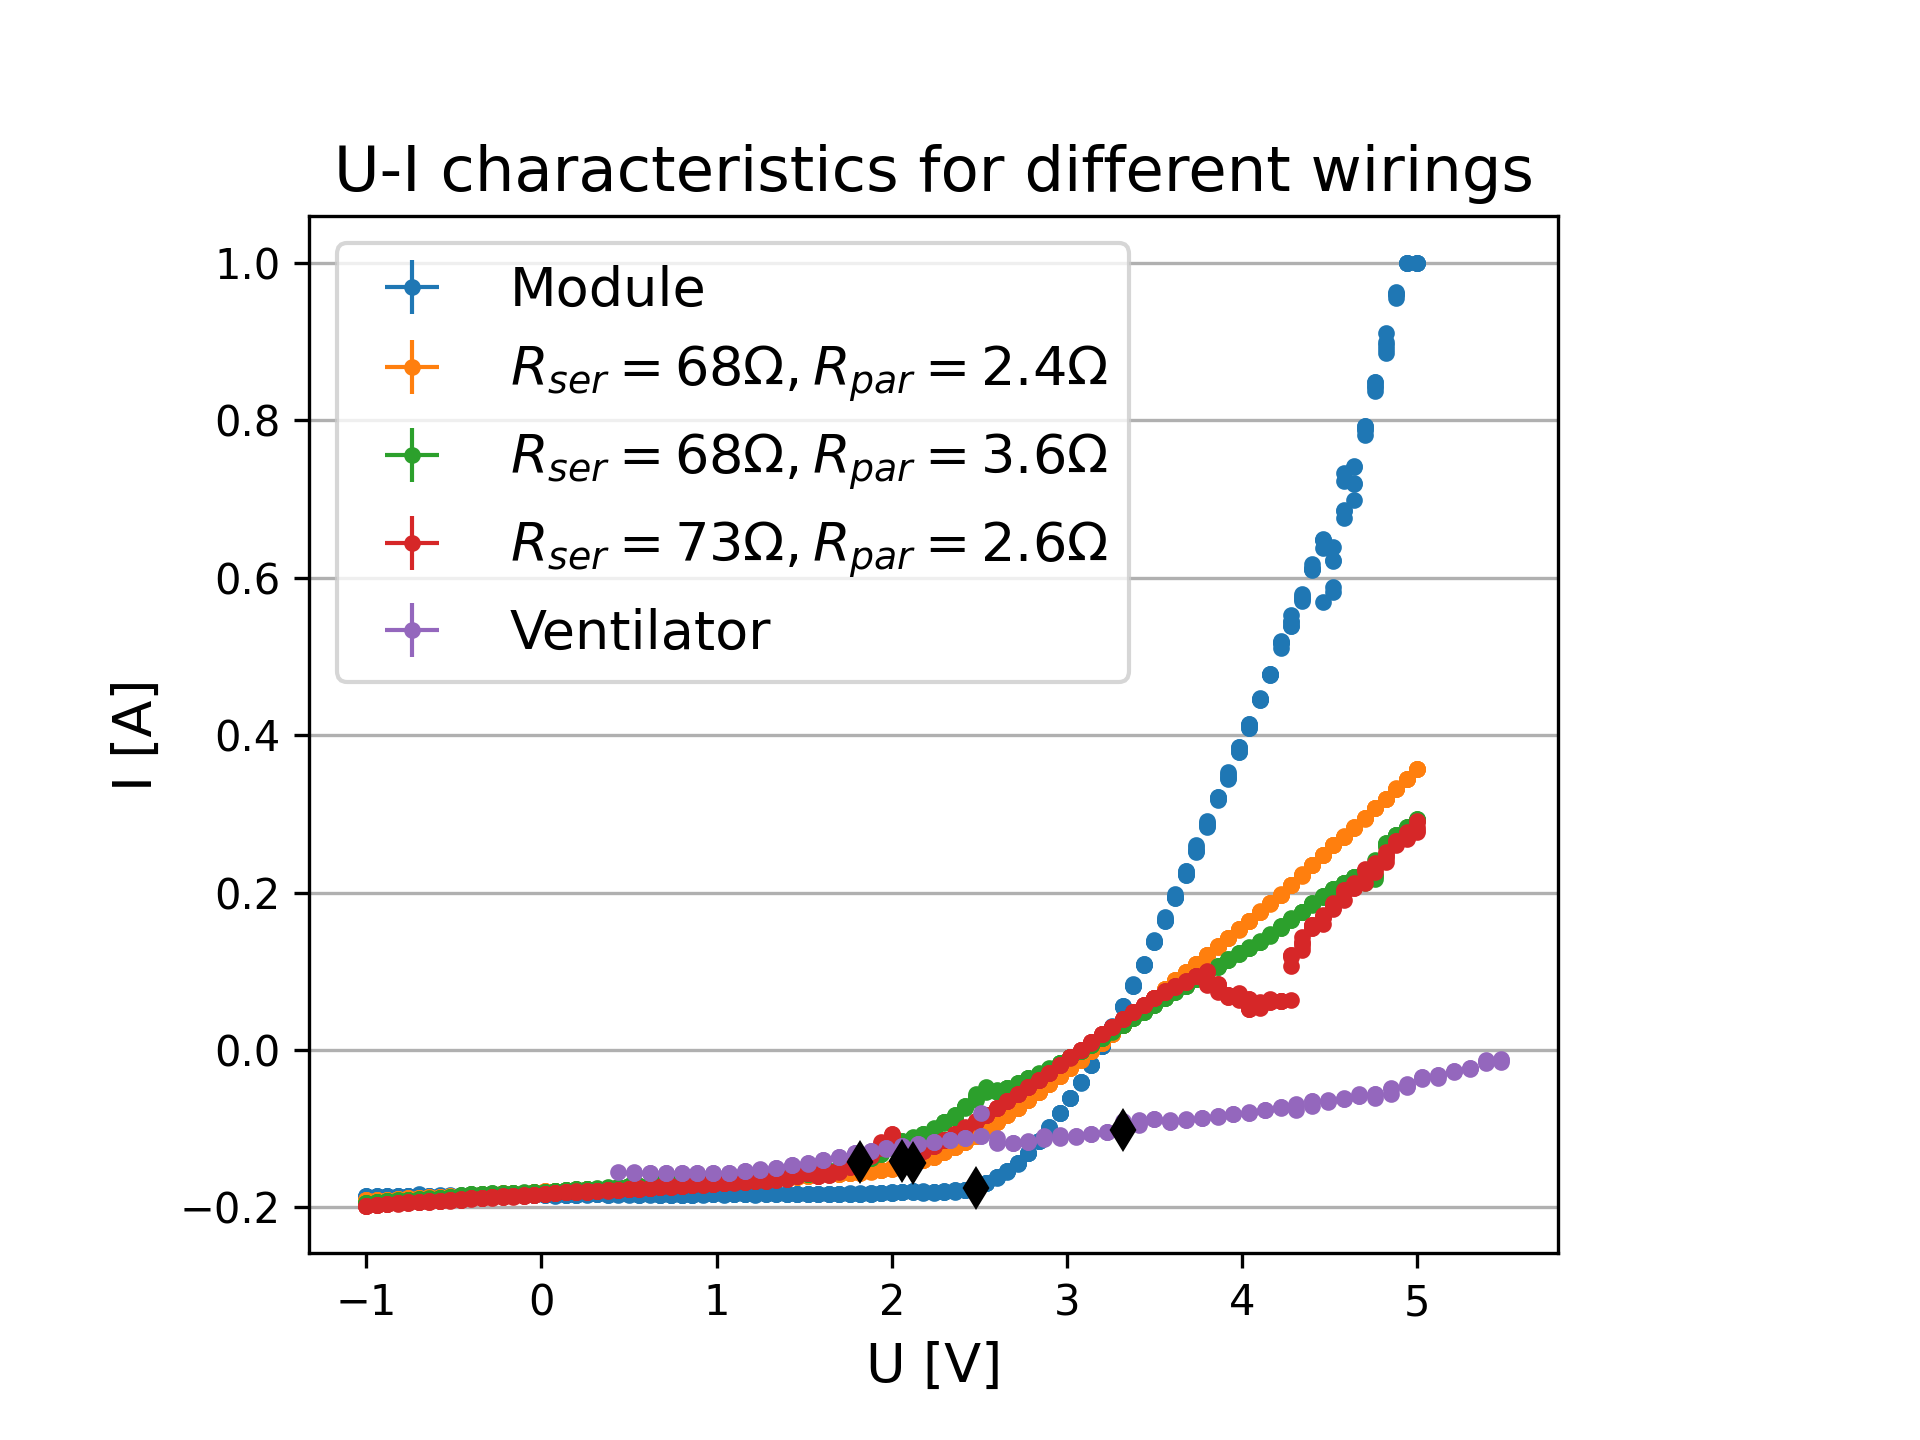 U-I characteristics for different wirings
1.0
0.8
0.6
0.4
0.2
0.0
−0.2
I [A]
Module
R_ser = 68Ω, R_par = 2.4Ω
R_ser = 68Ω, R_par = 3.6Ω
R_ser = 73Ω, R_par = 2.6Ω
Ventilator
−1 0 1 2 3 4 5
U [V]